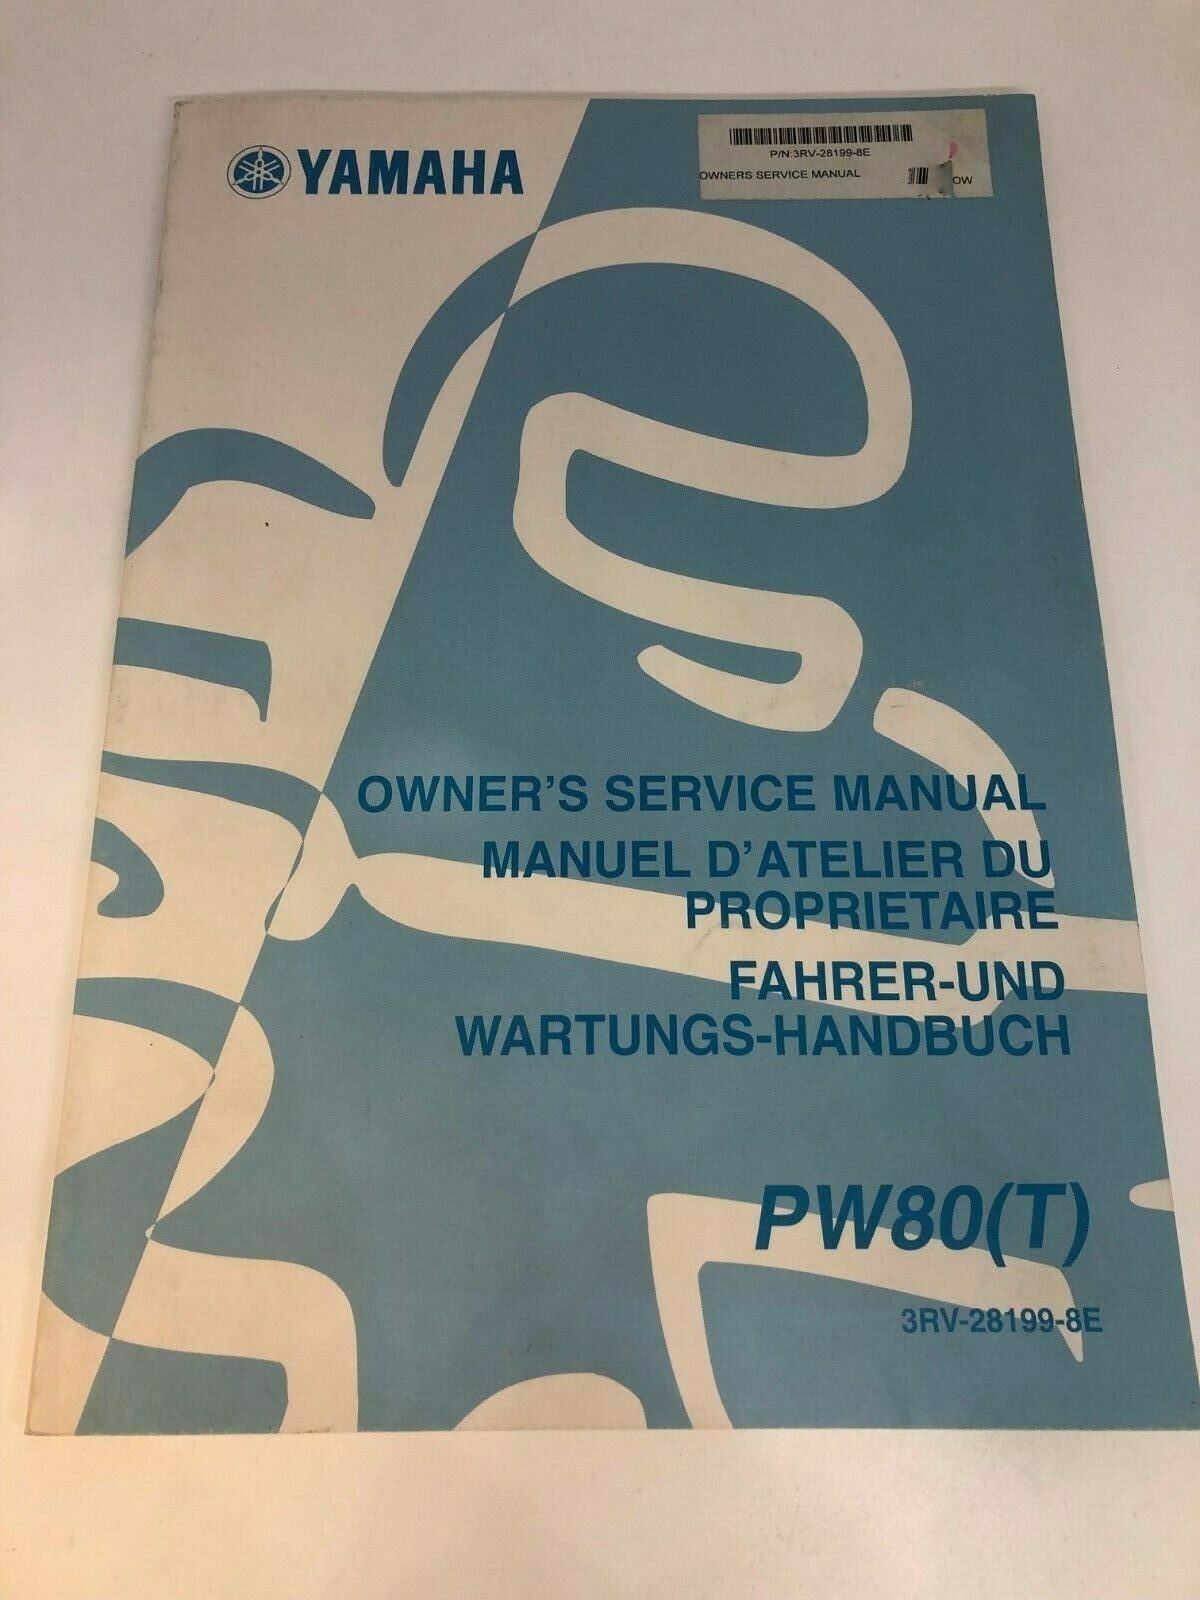 YAMAHA
P/N:3RV-28199-8E
OWNERS SERVICE MANUAL
OWNER'S SERVICE MANUAL
MANUEL D'ATELIER DU
PROPRIETAIRE
FAHRER-UND
WARTUNGS-HANDBUCH
PW80(T)
3RV-28199-8E